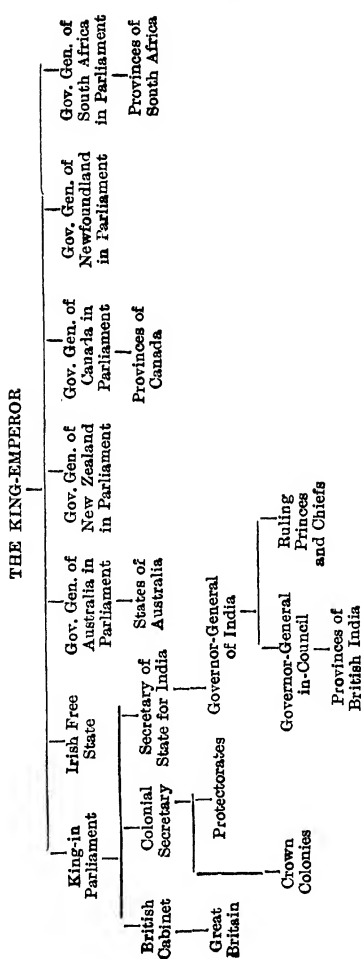 THE KING-EMPEROR
King-in
Parliament
Irish Free
State
Gov. Gen. of
Australia in
Parliament
Gov. Gen. of
New Zealand
in Parliament
Gov. Gen. of
Canada in
Parliament
Gov. Gen. of
Newfoundland
in Parliament
Gov. Gen. of
South Africa
in Parliament
States of
Australia
Provinces of
Canada
Provinces of
South Africa
British
Cabinet
Colonial
Secretary
Secretary of
State for India
Great
Britain
Protectorates
Governor-General
of India
Crown
Colonies
Governor-General
in-Council
Ruling
Princes
and Chiefs
Provinces of
British India